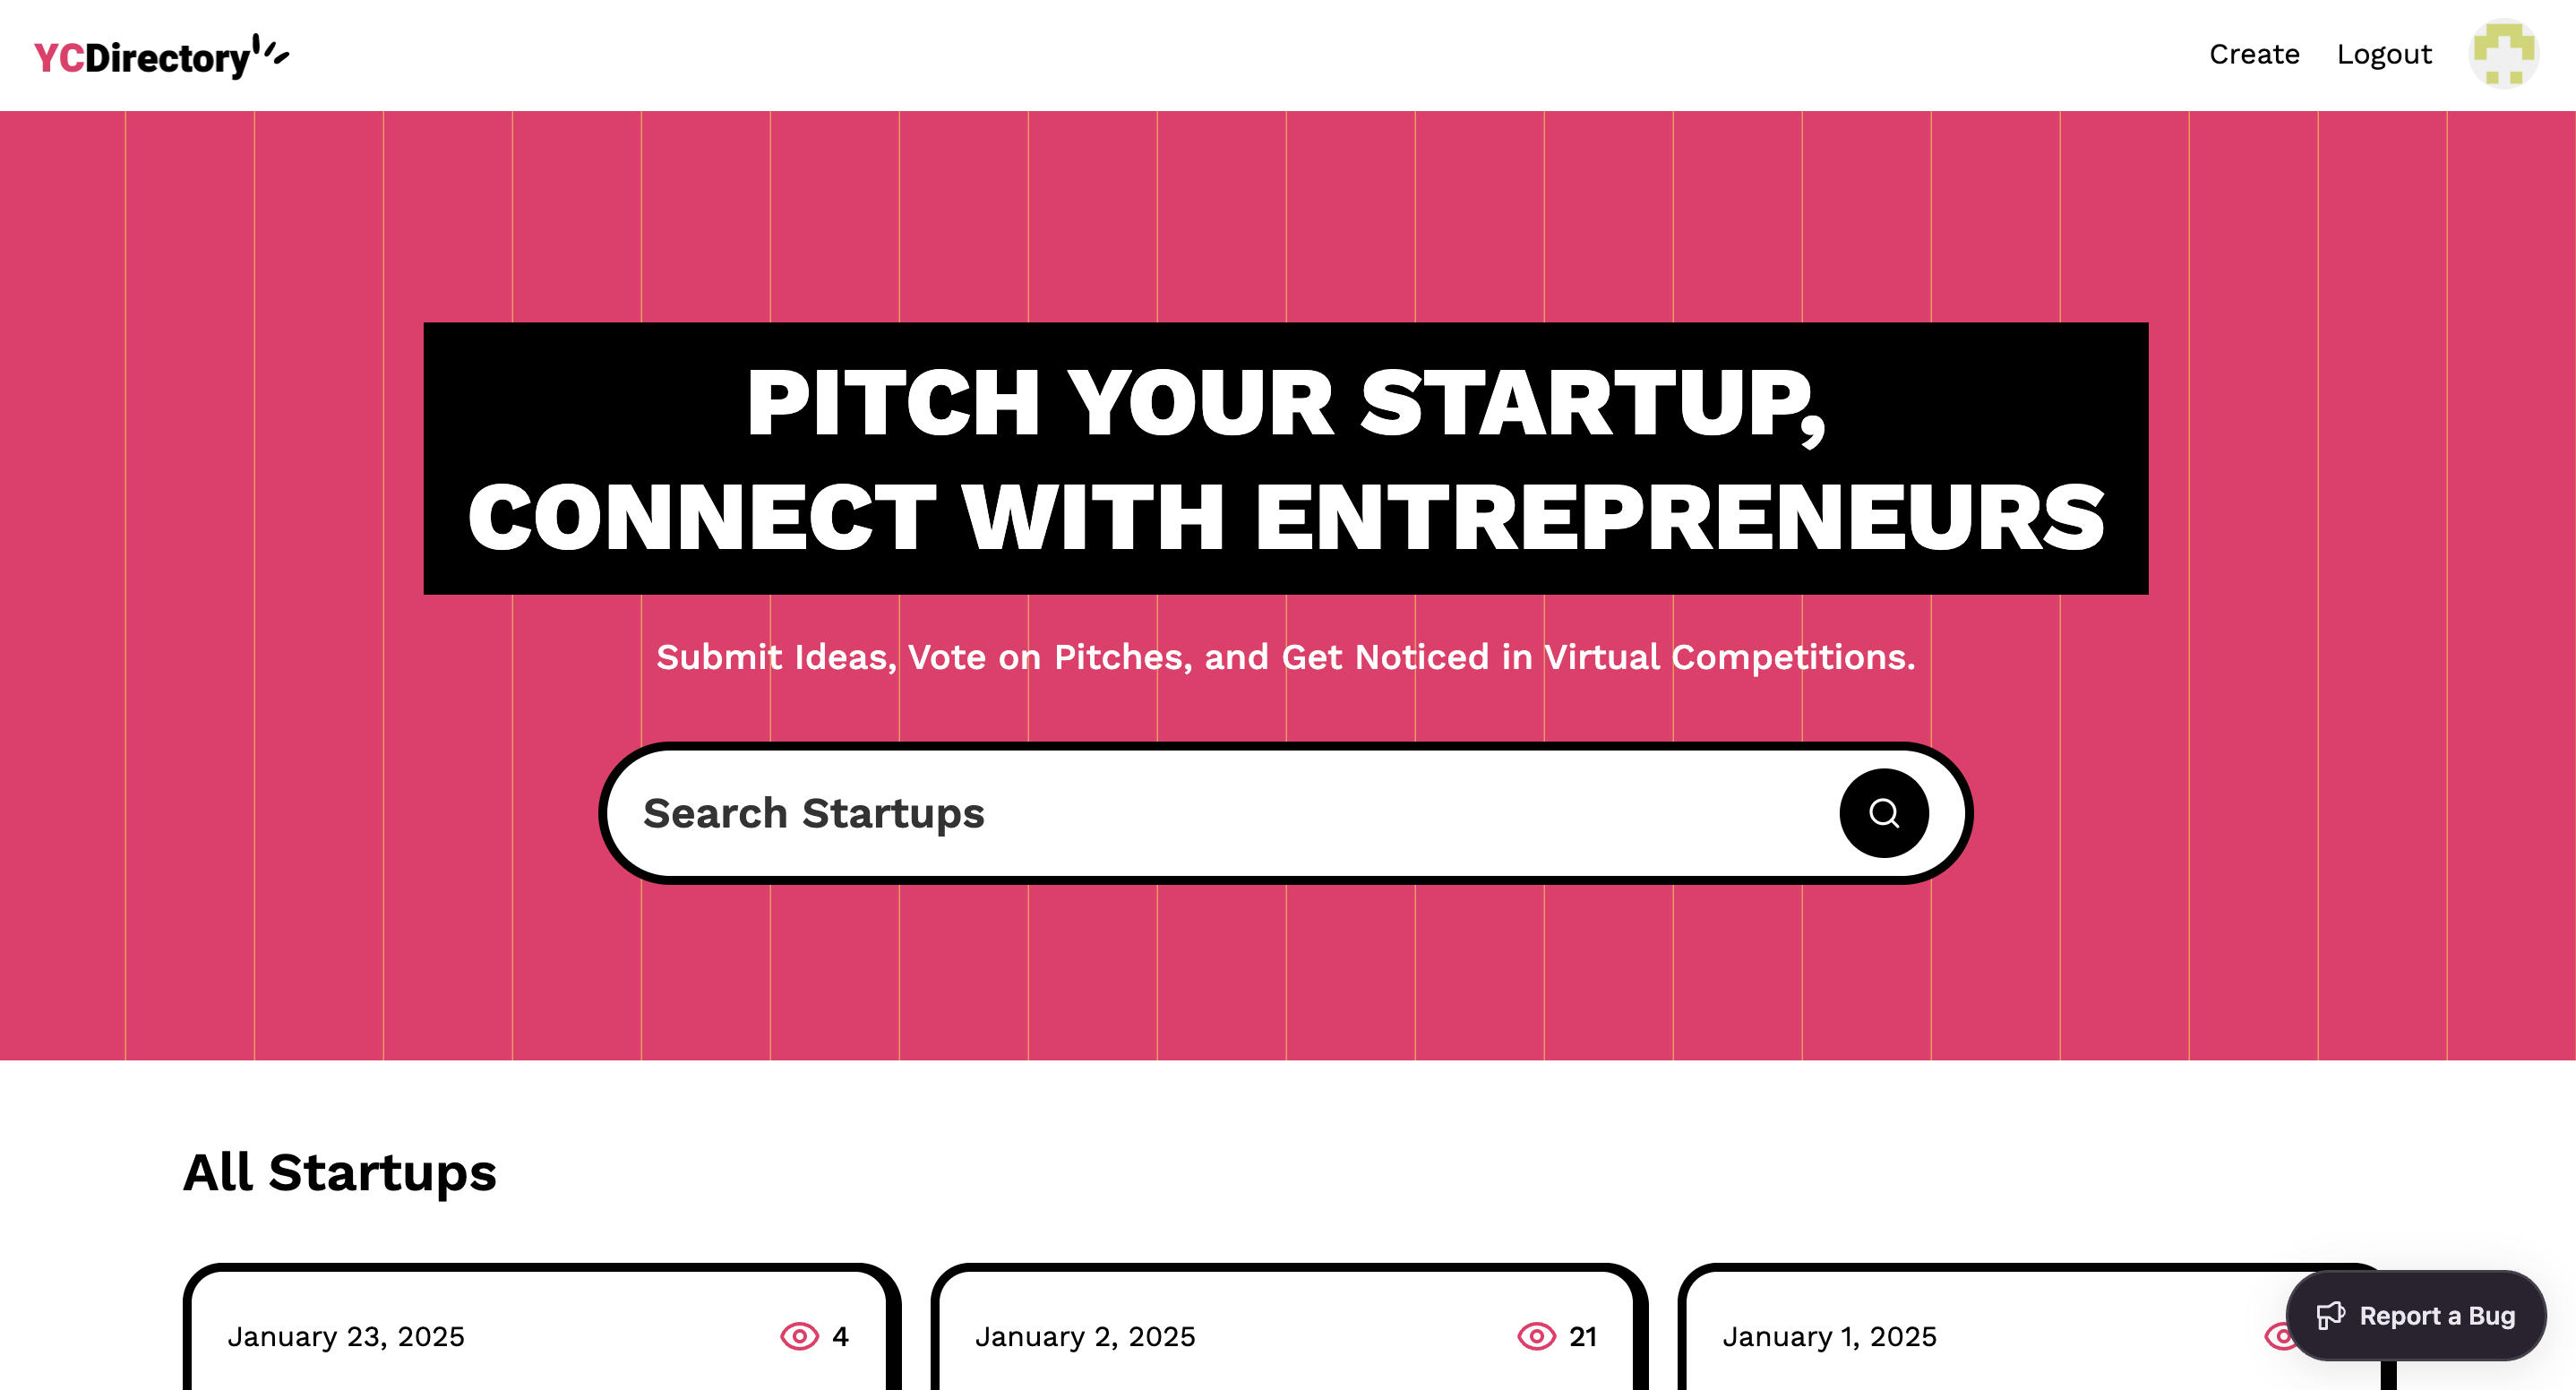 YCDirectory
Create
Logout
PITCH YOUR STARTUP,
CONNECT WITH ENTREPRENEURS
Submit Ideas, Vote on Pitches, and Get Noticed in Virtual Competitions.
Search Startups
All Startups
January 23, 2025
4
January 2, 2025
21
January 1, 2025
Report a Bug